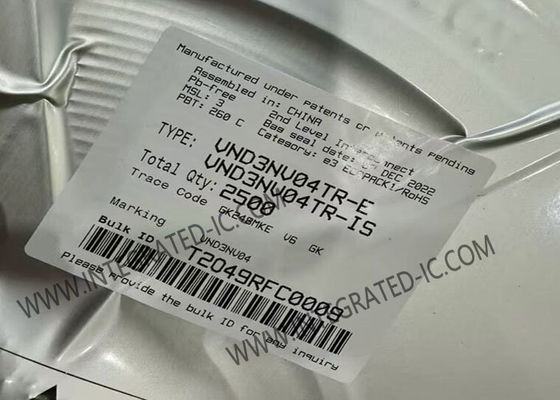 Manufactured under Patents or Patents Pending
Assembled in: CHINA
Pb-free 2nd Level Interconnect
MSL: 3 Bag seal date: DEC 2022
PBT: 260 C Category: e3 ECOPACK1/RoHS
TYPE: VND3NV04TR-E
VND3NV04TR-IS
Total Qty: 2500
Trace Code GK24BMKE V6 GK
Marking VND3NV04
Bulk ID T2049RFC0009
Please provide the bulk ID for any inquiry
WWW.INTEGRATED-IC.COM
WWW.INTEGRATED-IC.COM